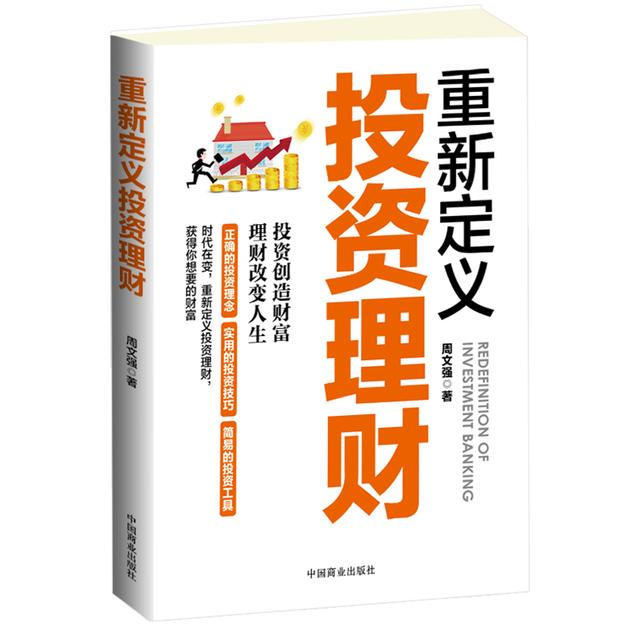 重新定义投资理财
周文强◎著
中国商业出版社
重新定义
投资理财
REDEFINITION OF
INVESTMENT BANKING
周文强◎著
投资创造财富
理财改变人生
正确的投资理念
实用的投资技巧
简易的投资工具
时代在变，重新定义投资理财，
获得你想要的财富
中国商业出版社